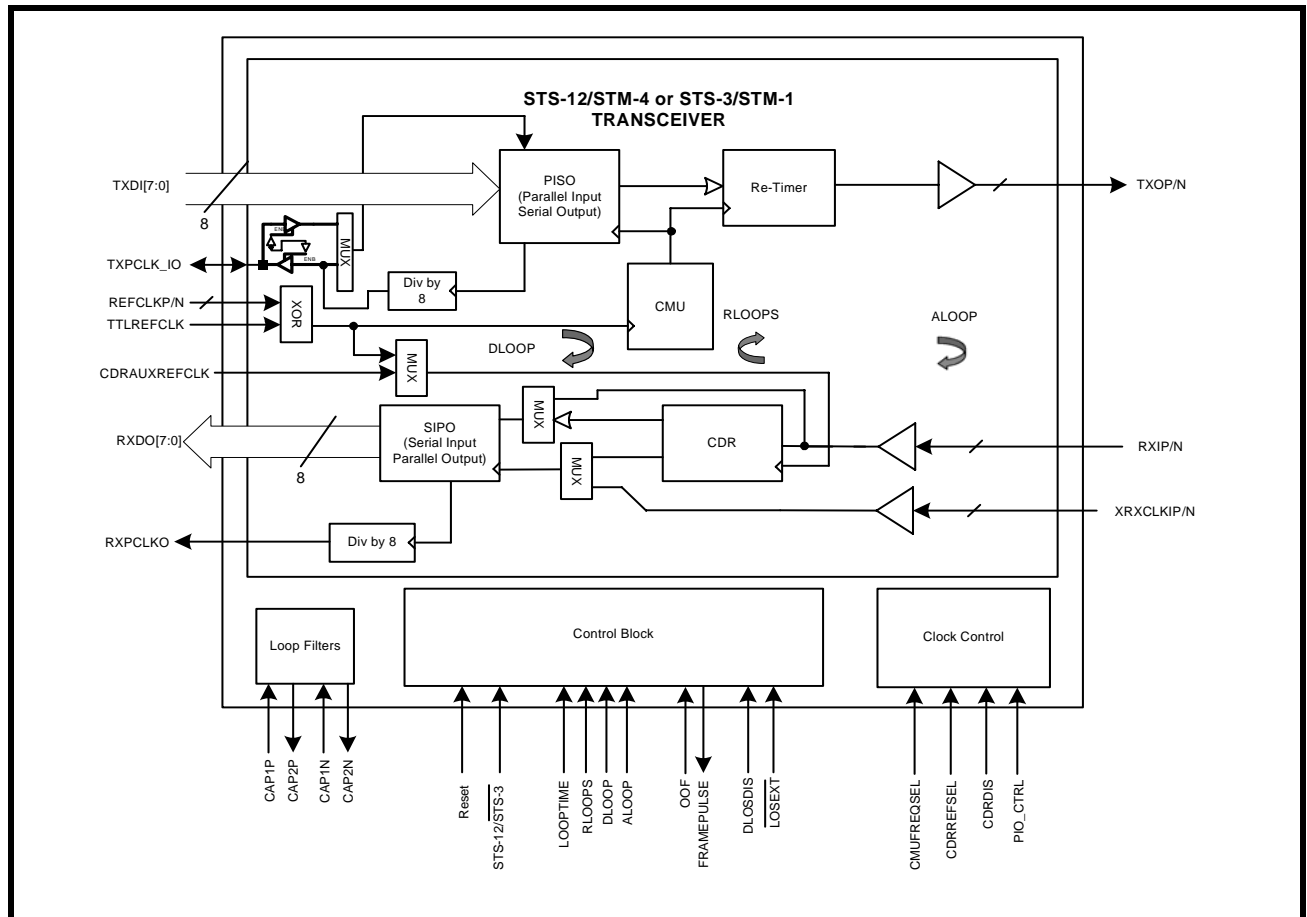 STS-12/STM-4 or STS-3/STM-1
TRANSCEIVER
TXDI[7:0]
8
PISO
(Parallel Input
Serial Output)
Re-Timer
TXOP/N
ENB
ENB
MUX
TXPCLK_IO
Div by
8
CMU
REFCLKP/N
TTLREFCLK
XOR
DLOOP
RLOOPS
ALOOP
CDRAUXREFCLK
MUX
RXDO[7:0]
8
SIPO
(Serial Input
Parallel Output)
MUX
MUX
CDR
RXIP/N
XRXCLKIP/N
RXPCLKO
Div by 8
Loop Filters
Control Block
Clock Control
CAP1P
CAP2P
CAP1N
CAP2N
Reset
STS-12/STS-3
LOOPTIME
RLOOPS
DLOOP
ALOOP
OOF
FRAMEPULSE
DLOSDIS
LOSEXT
CMUFREQSEL
CDRREFSEL
CDRDIS
PIO_CTRL